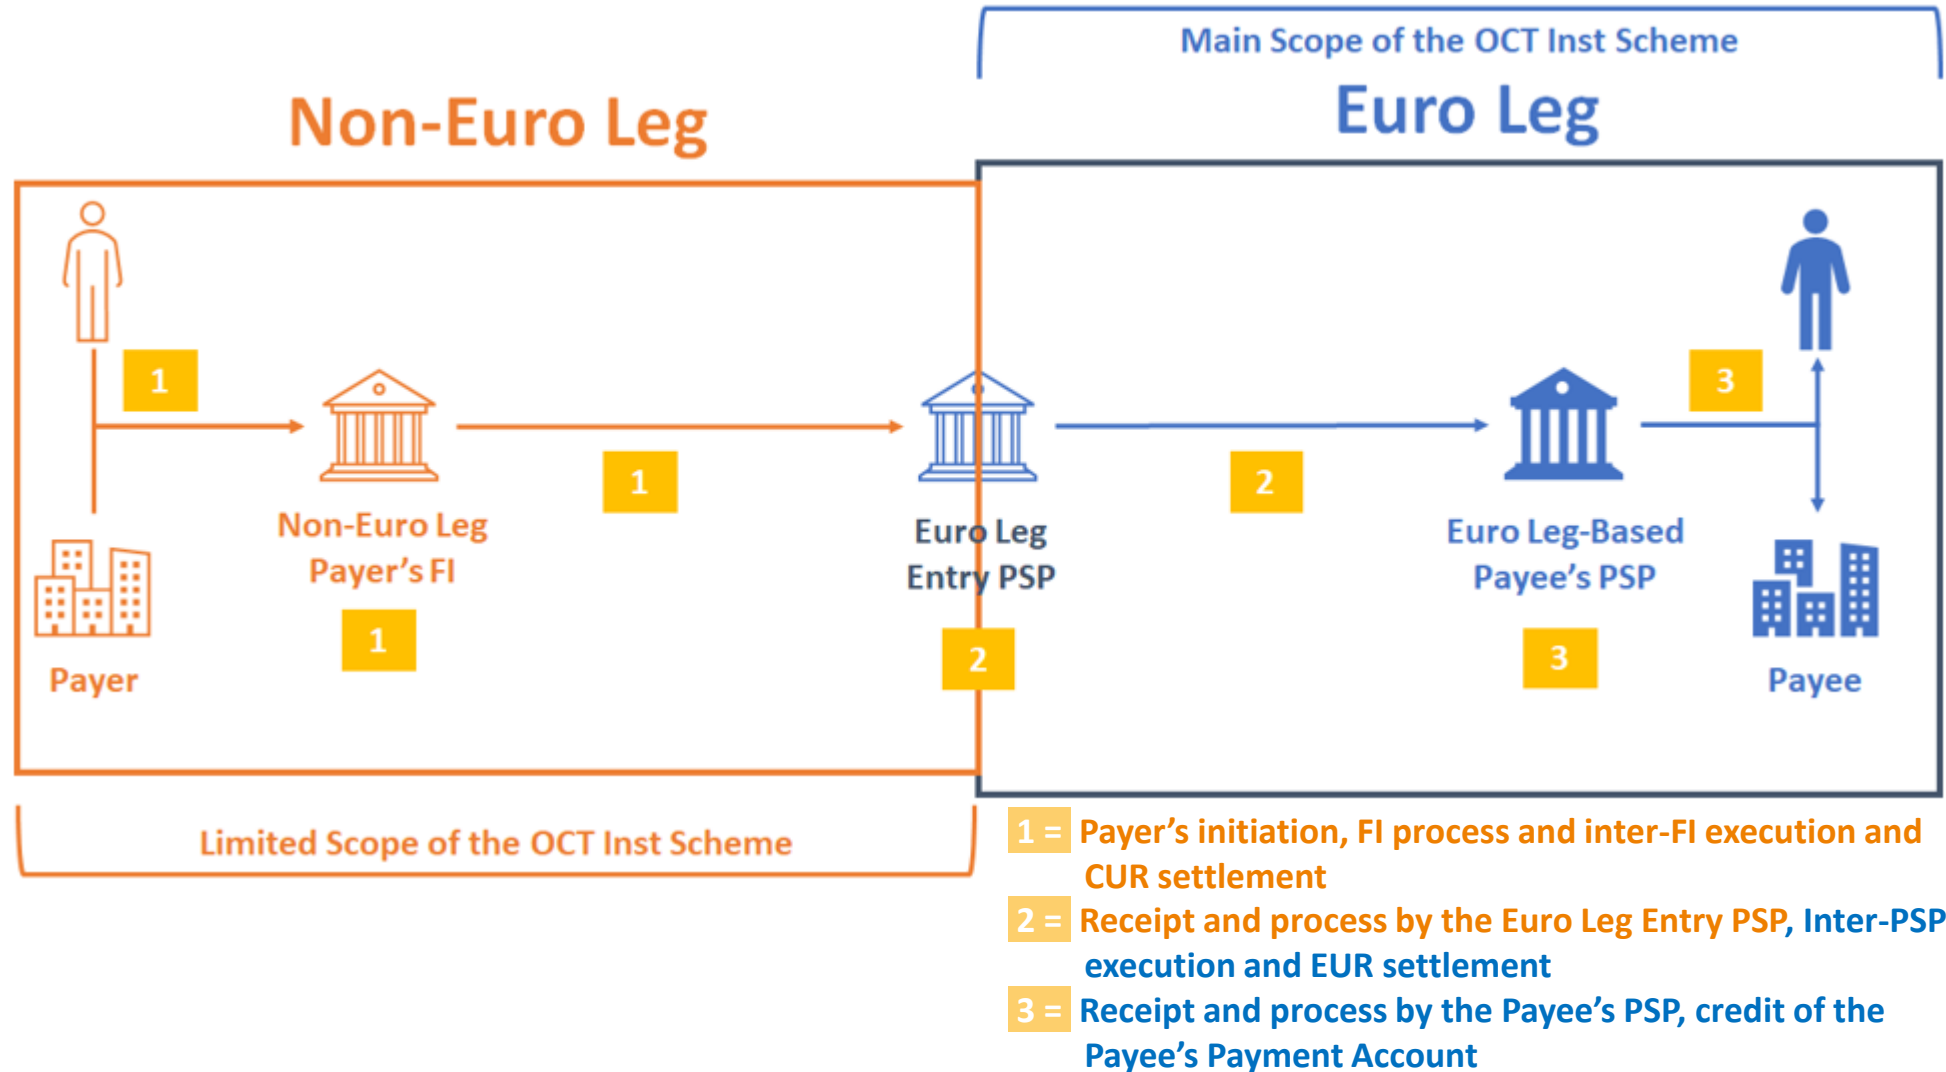 Main Scope of the OCT Inst Scheme
Non-Euro Leg
Euro Leg
1
3
1
2
Non-Euro Leg
Payer's FI
Euro Leg
Entry PSP
Euro Leg-Based
Payee's PSP
1
2
3
Payer
Payee
Limited Scope of the OCT Inst Scheme
1 = Payer’s initiation, FI process and inter-FI execution and
CUR settlement
2 = Receipt and process by the Euro Leg Entry PSP, Inter-PSP
execution and EUR settlement
3 = Receipt and process by the Payee’s PSP, credit of the
Payee’s Payment Account